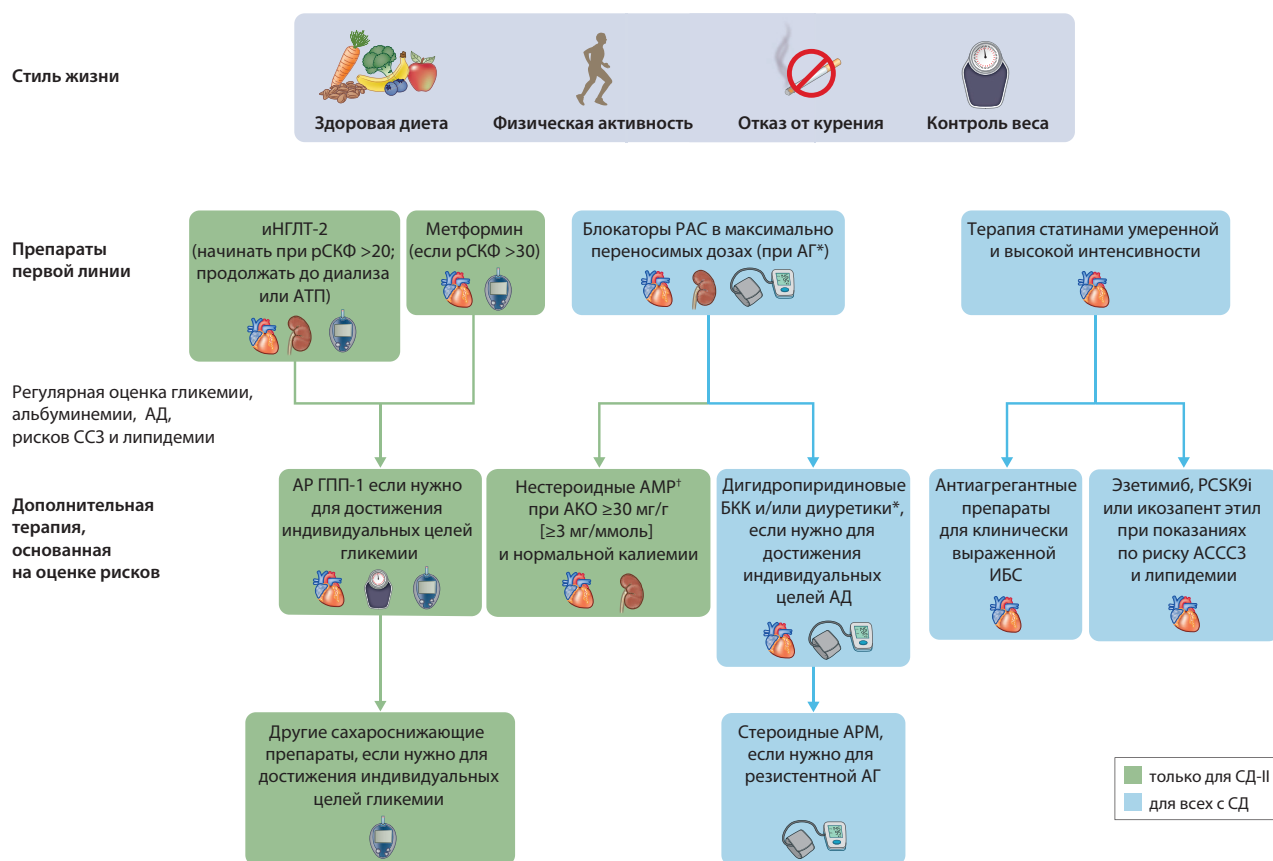 Стиль жизни
Здоровая диета
Физическая активность
Отказ от курения
Контроль веса
Препараты
первой линии
иНГЛТ-2
(начинать при рСКФ >20;
продолжать до диализа
или АТП)
Метформин
(если рСКФ >30)
Блокаторы РАС в максимально
переносимых дозах (при АГ*)
Терапия статинами умеренной
и высокой интенсивности
Регулярная оценка гликемии,
альбуминемии, АД,
рисков ССЗ и липидемии
Дополнительная
терапия,
основанная
на оценке рисков
АР ГПП-1 если нужно
для достижения
индивидуальных целей
гликемии
Нестероидные АМР†
при АКО ≥30 мг/г
[≥3 мг/ммоль]
и нормальной калиемии
Дигидропиридиновые
БКК и/или диуретики*,
если нужно для
достижения
индивидуальных
целей АД
Антиагрегантные
препараты
для клинически
выраженной
ИБС
Эзетимиб, PCSK9i
или икозапент этил
при показаниях
по риску АССЗ
и липидемии
Другие сахароснижающие
препараты, если нужно для
достижения индивидуальных
целей гликемии
Стероидные АРМ,
если нужно для
резистентной АГ
только для СД-II
для всех с СД